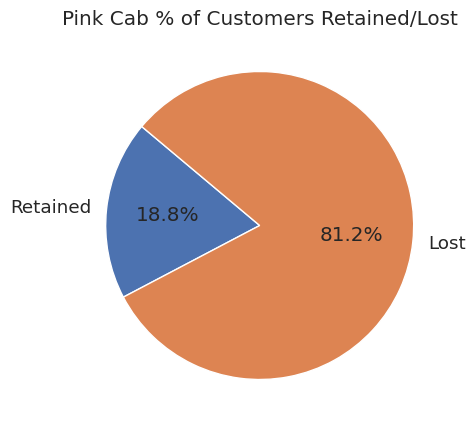 Pink Cab % of Customers Retained/Lost
Retained
18.8%
81.2%
Lost